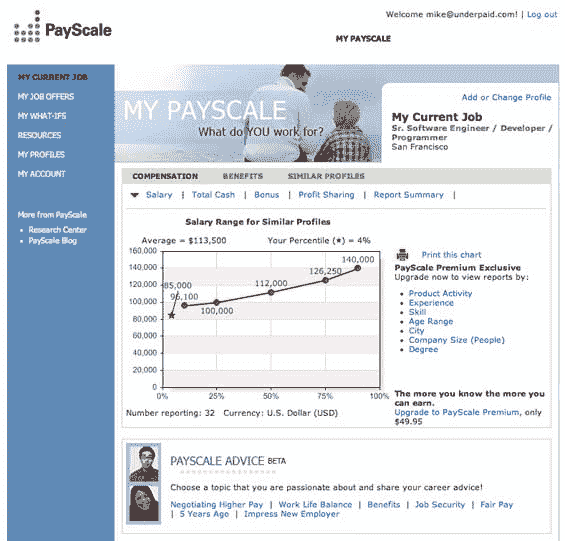 PayScale
Welcome mike@underpaid.com! | Log out
MY PAYSCALE
MY CURRENT JOB
MY JOB OFFERS
MY WHAT-IFS
RESOURCES
MY PROFILES
MY ACCOUNT
More from PayScale
Research Center
PayScale Blog
MY PAYSCALE
What do YOU work for?
Add or Change Profile
My Current Job
Sr. Software Engineer / Developer /
Programmer
San Francisco
COMPENSATION BENEFITS SIMILAR PROFILES
Salary | Total Cash | Bonus | Profit Sharing | Report Summary |
Salary Range for Similar Profiles
Average = $113,500 Your Percentile (★) = 4%
160,000
140,000
120,000
100,000
80,000
60,000
40,000
20,000
0
85,000
96,100
100,000
112,000
126,250
140,000
0% 25% 50% 75% 100%
Number reporting: 32 Currency: U.S. Dollar (USD)
Print this chart
PayScale Premium Exclusive
Upgrade now to view reports by:
Product Activity
Experience
Skill
Age Range
City
Company Size (People)
Degree
The more you know the more you
can earn.
Upgrade to PayScale Premium, only
$49.95
PAYSCALE ADVICE BETA
Choose a topic that you are passionate about and share your career advice!
Negotiating Higher Pay | Work Life Balance | Benefits | Job Security | Fair Pay
| 5 Years Ago | Impress New Employer